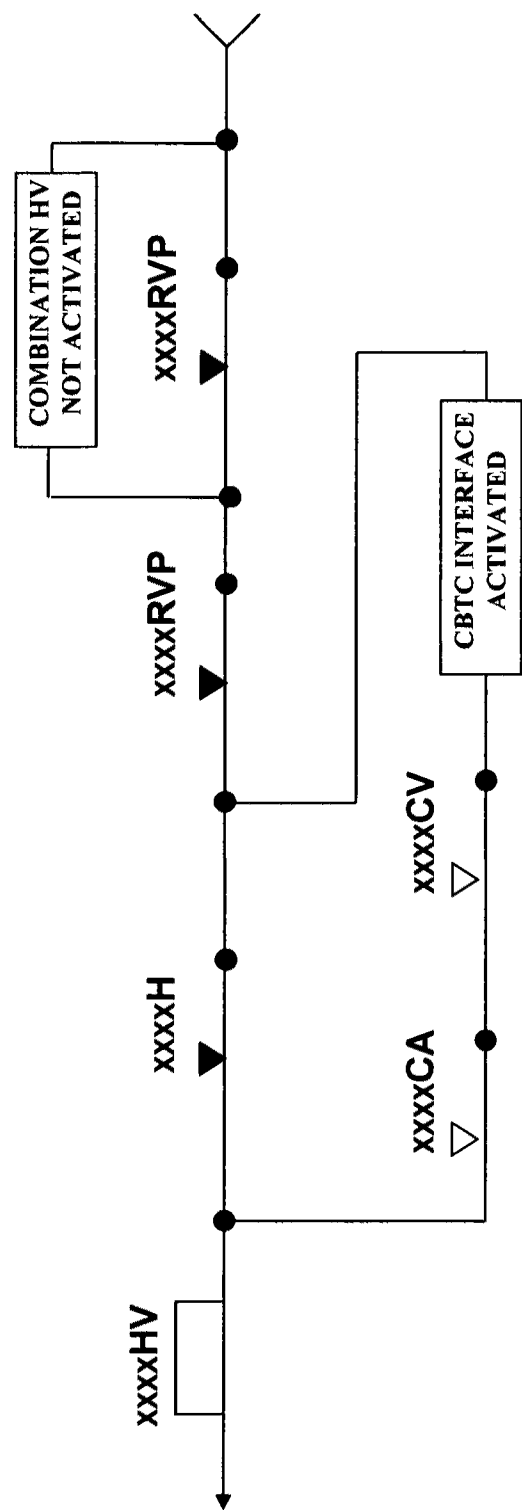 COMBINATION HV
NOT ACTIVATED
xxxxHV
xxxxH
xxxxRVP
xxxxRVP
xxxxCA
xxxxCV
CBTC INTERFACE
ACTIVATED